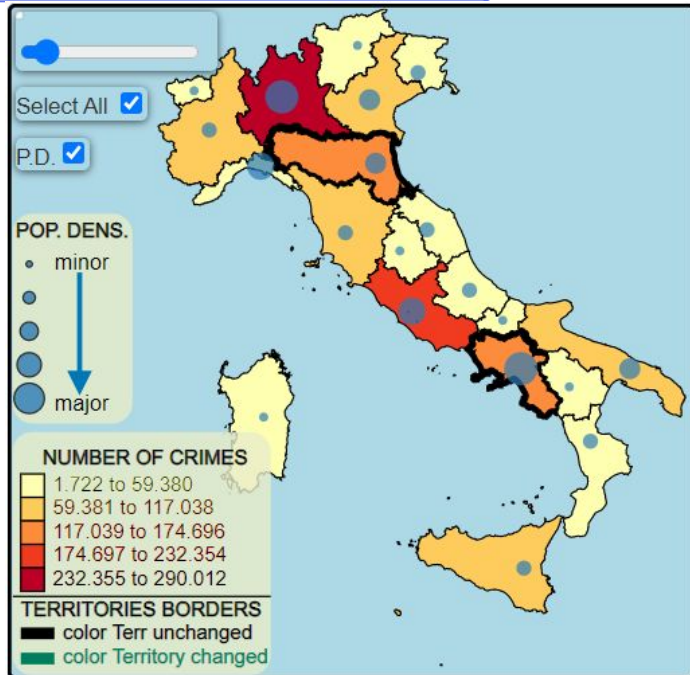 Select All
P.D.
POP. DENS.
minor
major
NUMBER OF CRIMES
1.722 to 59.380
59.381 to 117.038
117.039 to 174.696
174.697 to 232.354
232.355 to 290.012
TERRITORIES BORDERS
color Terr unchanged
color Territory changed